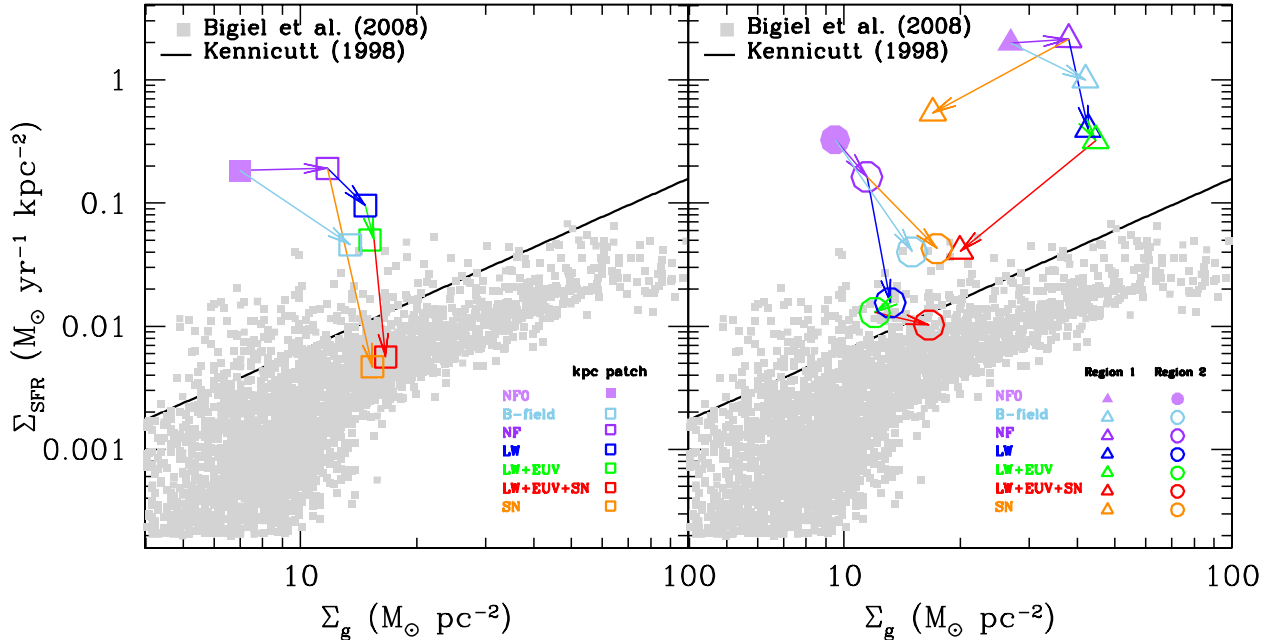 Bigiel et al. (2008)
Kennicutt (1998)
Bigiel et al. (2008)
Kennicutt (1998)
1
0.1
0.01
0.001
Σ_SFR (M_⊙ yr⁻¹ kpc⁻²)
kpc patch
NF0
B-field
NF
LW
LW+EUV
LW+EUV+SN
SN
Region 1 Region 2
NF0
B-field
NF
LW
LW+EUV
LW+EUV+SN
SN
10 100 10 100
Σ_g (M_⊙ pc⁻²)
Σ_g (M_⊙ pc⁻²)